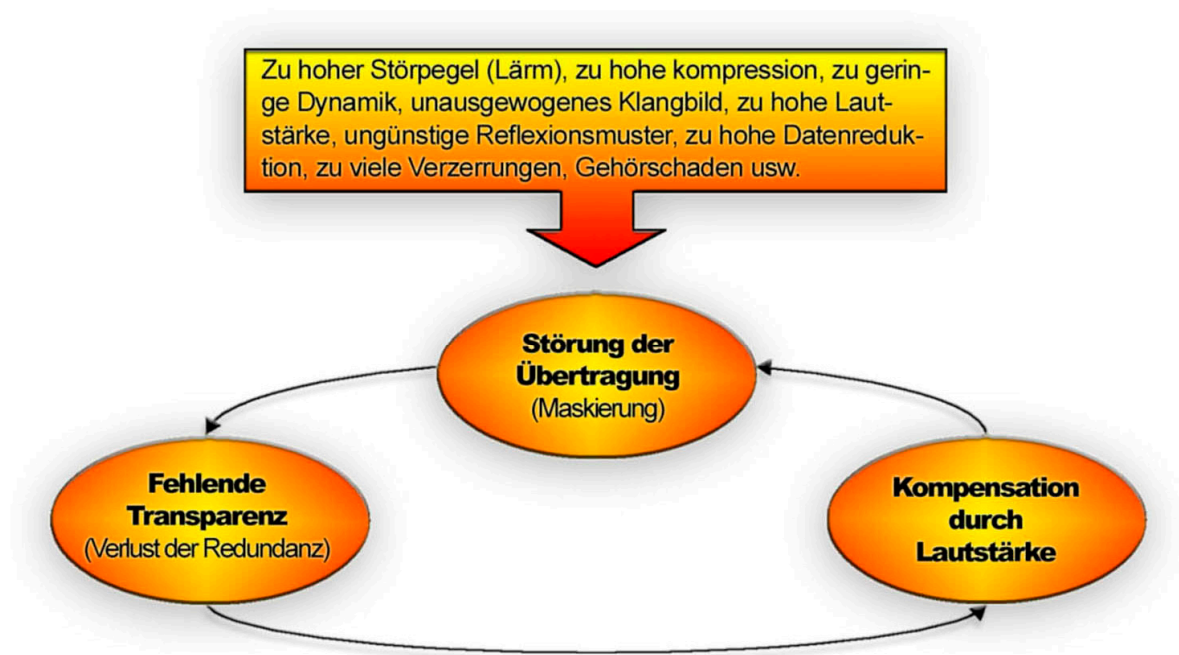 Zu hoher Störpegel (Lärm), zu hohe kompression, zu gerin-
ge Dynamik, unausgewogenes Klangbild, zu hohe Laut-
stärke, ungünstige Reflexionsmuster, zu hohe Datenreduk-
tion, zu viele Verzerrungen, Gehörschaden usw.
Störung der
Übertragung
(Maskierung)
Fehlende
Transparenz
(Verlust der Redundanz)
Kompensation
durch
Lautstärke